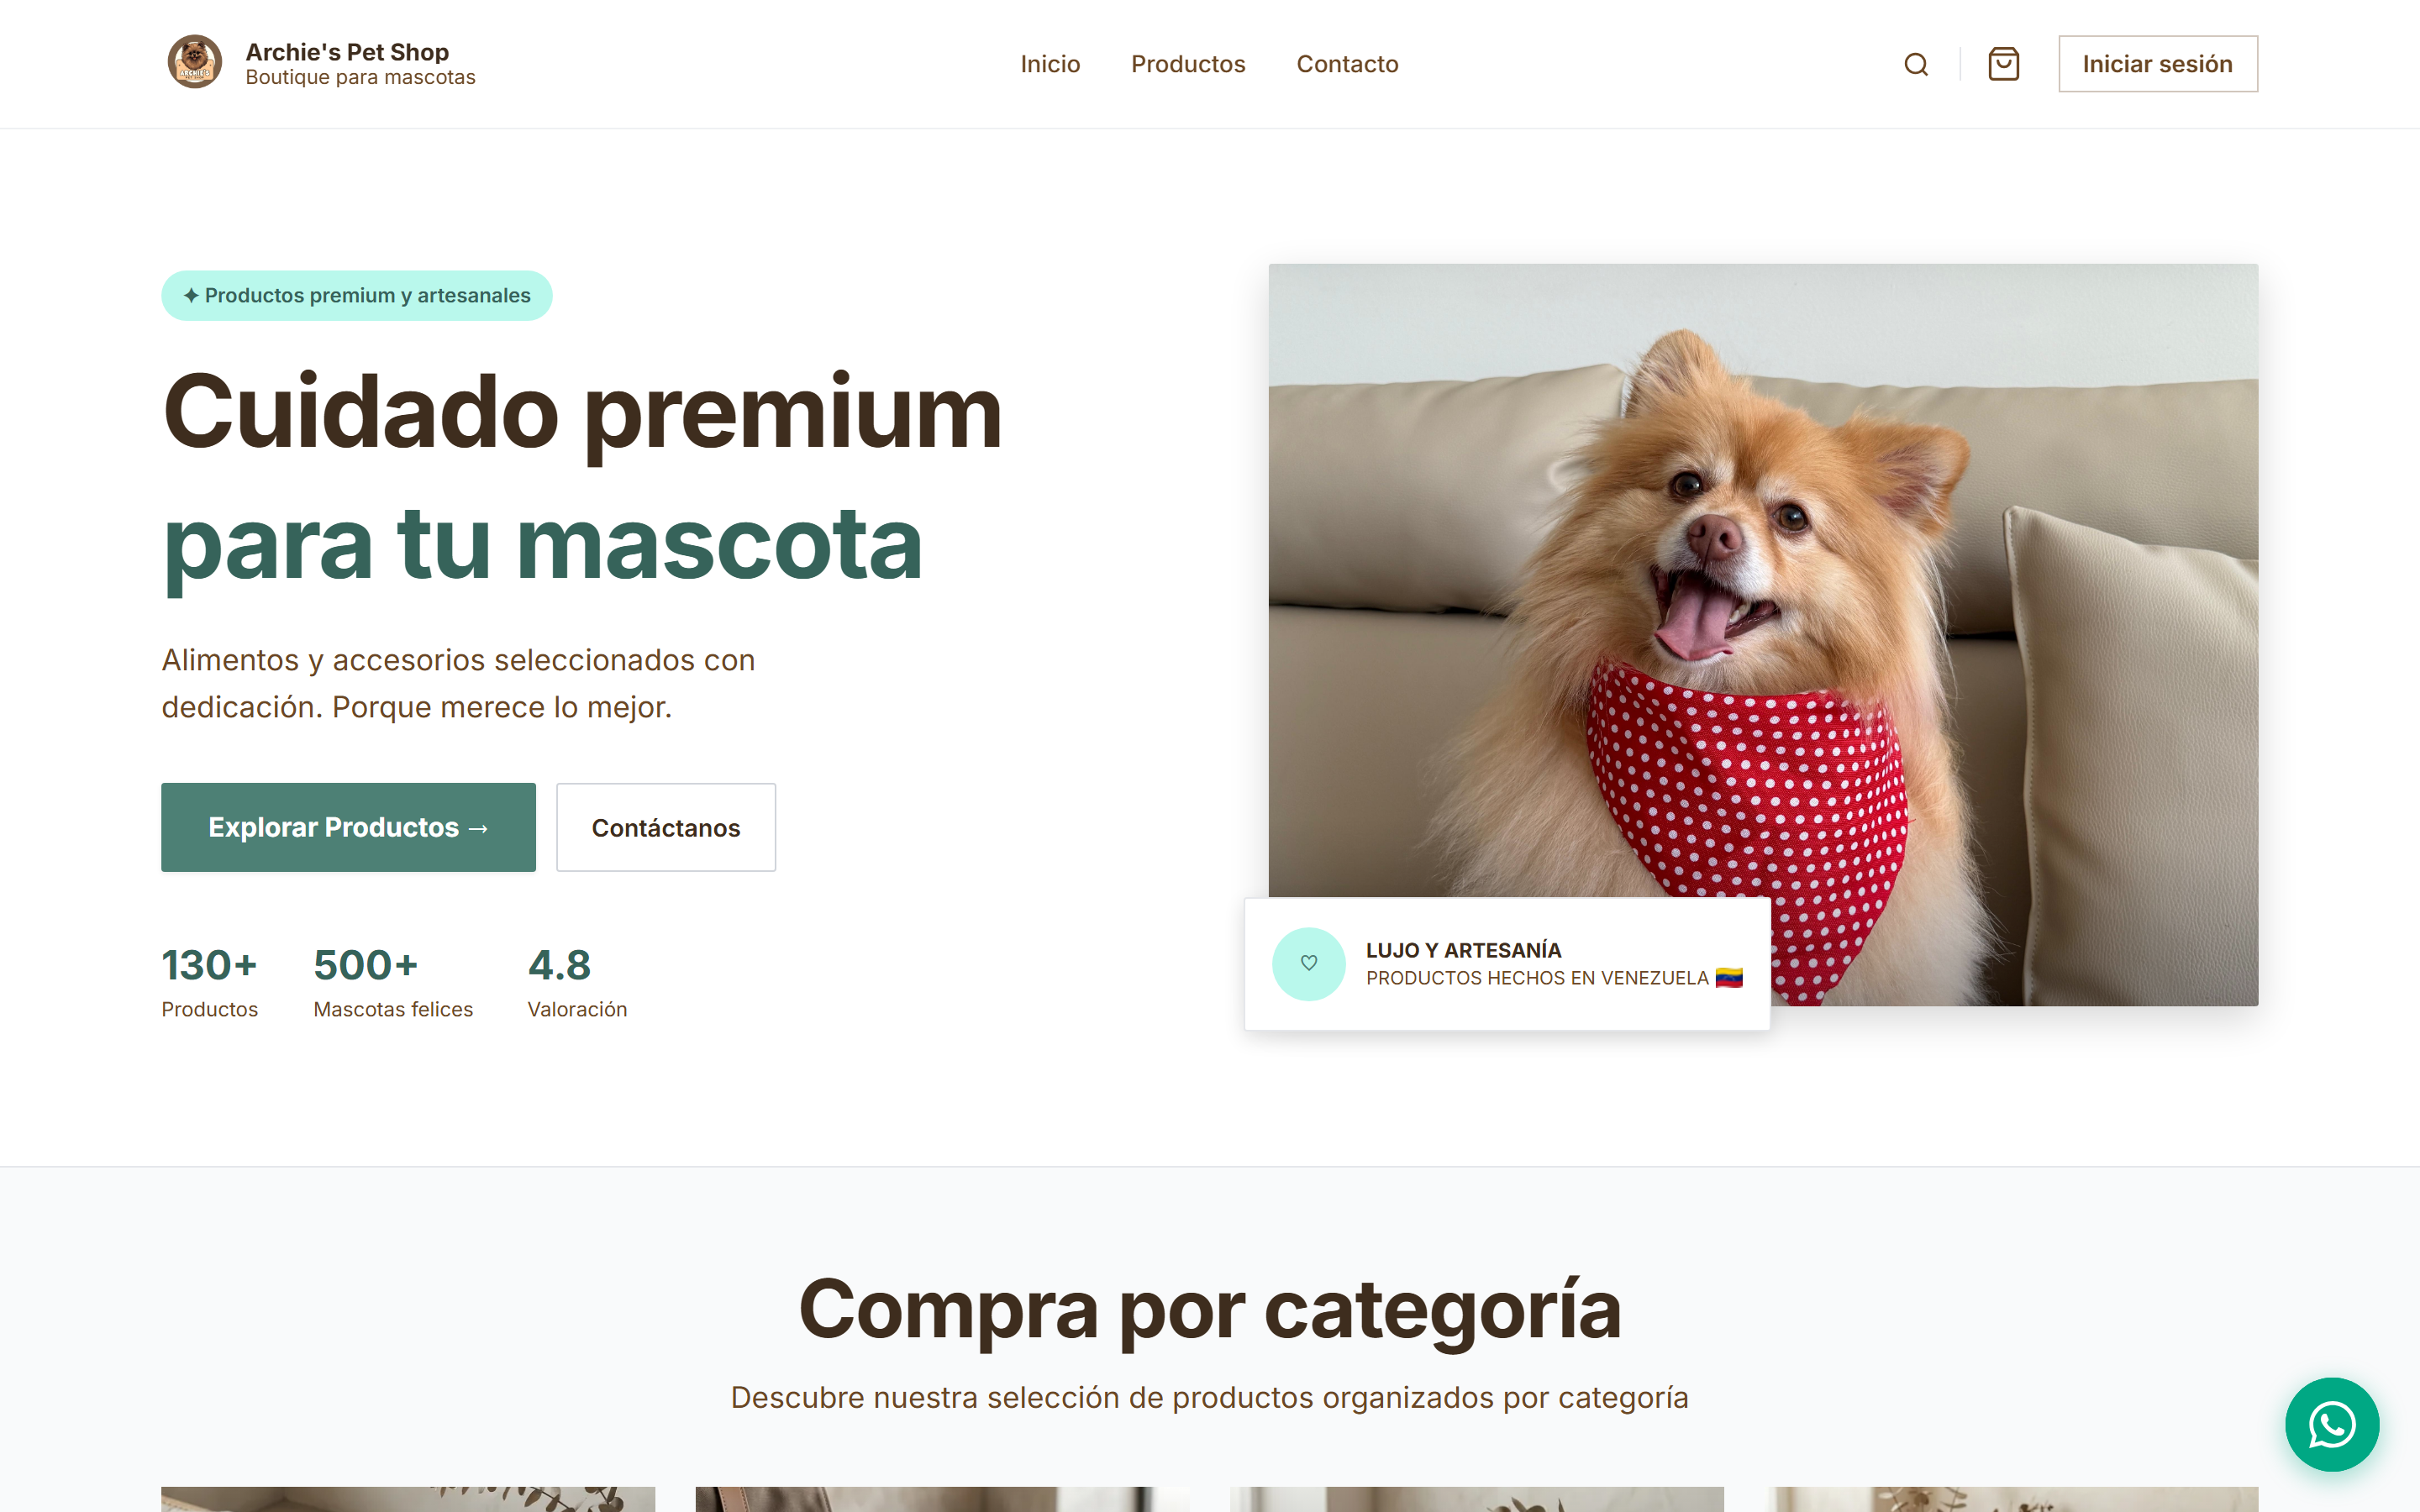 ARCHIE'S
Archie's Pet Shop
Boutique para mascotas
Inicio
Productos
Contacto
Iniciar sesión
✦ Productos premium y artesanales
Cuidado premium
para tu mascota
Alimentos y accesorios seleccionados con
dedicación. Porque merece lo mejor.
Explorar Productos →
Contáctanos
130+
Productos
500+
Mascotas felices
4.8
Valoración
LUJO Y ARTESANÍA
PRODUCTOS HECHOS EN VENEZUELA 🇻🇪
Compra por categoría
Descubre nuestra selección de productos organizados por categoría